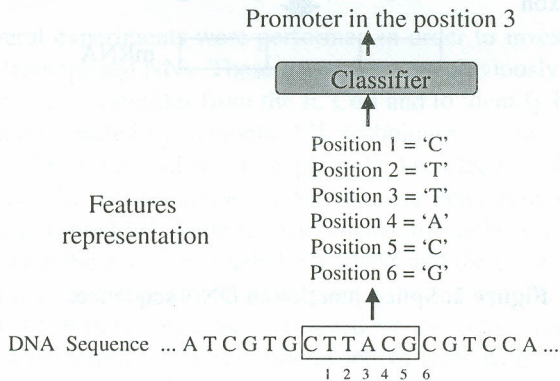 Promoter in the position 3
Classifier
Position 1 = ‘C’
Position 2 = ‘T’
Position 3 = ‘T’
Position 4 = ‘A’
Position 5 = ‘C’
Position 6 = ‘G’
Features
representation
DNA Sequence ... A T C G T G C T T A C G C G T C C A ...
1 2 3 4 5 6